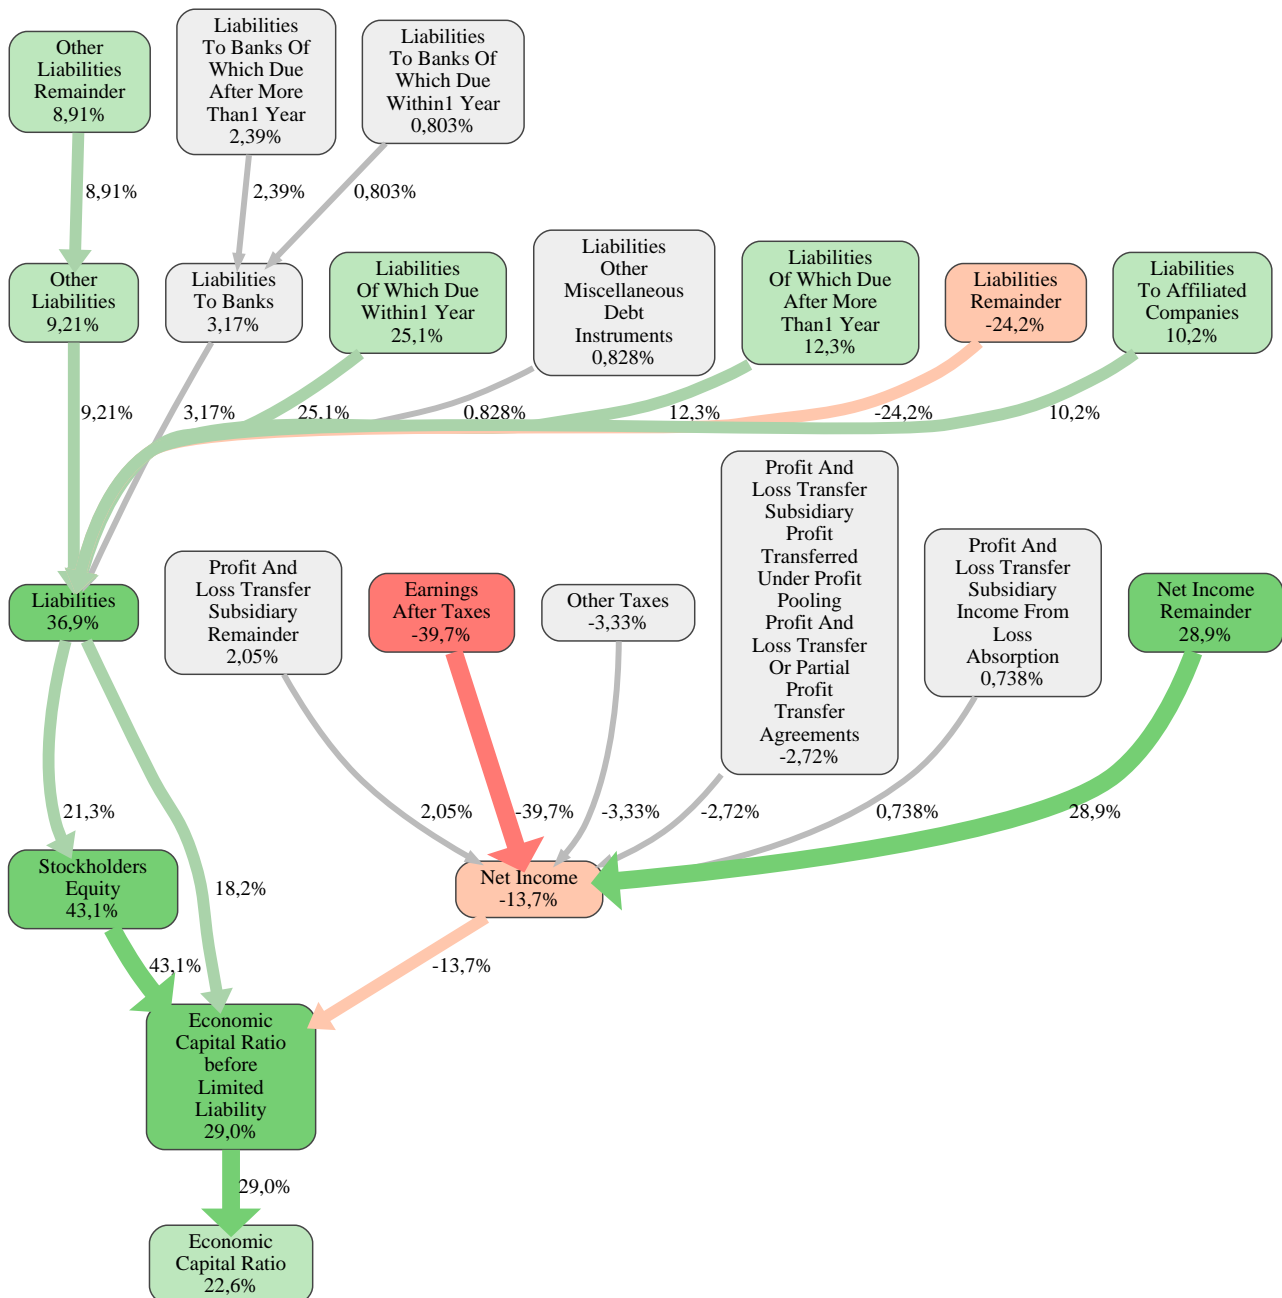 Other
Liabilities
Remainder
8,91%
Liabilities
To Banks Of
Which Due
After More
Than1 Year
2,39%
Liabilities
To Banks Of
Which Due
Within1 Year
0,803%
8,91%
2,39%
0,803%
Other
Liabilities
9,21%
Liabilities
To Banks
3,17%
Liabilities
Of Which Due
Within1 Year
25,1%
Liabilities
Other
Miscellaneous
Debt
Instruments
0,828%
Liabilities
Of Which Due
After More
Than1 Year
12,3%
Liabilities
Remainder
-24,2%
Liabilities
To Affiliated
Companies
10,2%
9,21%
3,17%
25,1%
0,828%
12,3%
-24,2%
10,2%
Liabilities
36,9%
Profit And
Loss Transfer
Subsidiary
Remainder
2,05%
Earnings
After Taxes
-39,7%
Other Taxes
-3,33%
Profit And
Loss Transfer
Subsidiary
Profit
Transferred
Under Profit
Pooling
Profit And
Loss Transfer
Or Partial
Profit
Transfer
Agreements
-2,72%
Profit And
Loss Transfer
Subsidiary
Income From
Loss
Absorption
0,738%
Net Income
Remainder
28,9%
21,3%
2,05%
-39,7%
-3,33%
-2,72%
0,738%
28,9%
Stockholders
Equity
43,1%
18,2%
Net Income
-13,7%
43,1%
-13,7%
Economic
Capital Ratio
before
Limited
Liability
29,0%
29,0%
Economic
Capital Ratio
22,6%